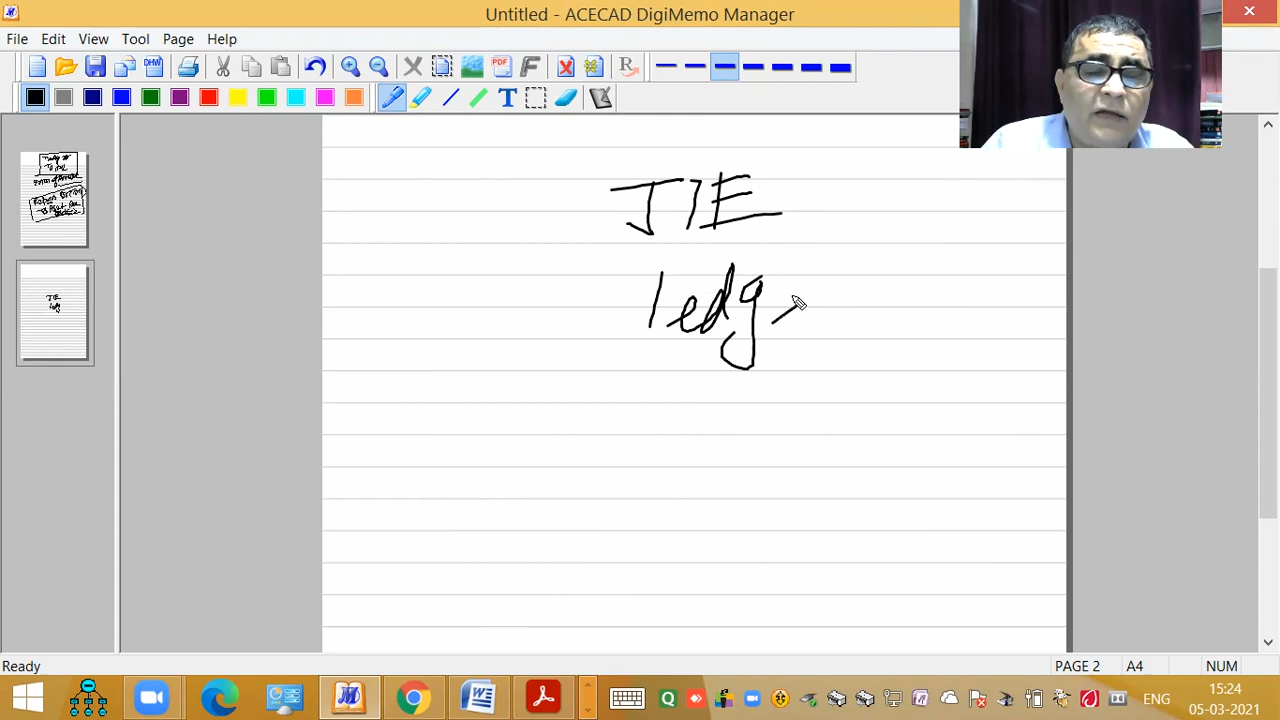 Untitled - ACECAD DigiMemo Manager
File Edit View Tool Page Help
JIE
ledg
Ready
PAGE 2 A4 NUM
ENG
15:24
05-03-2021